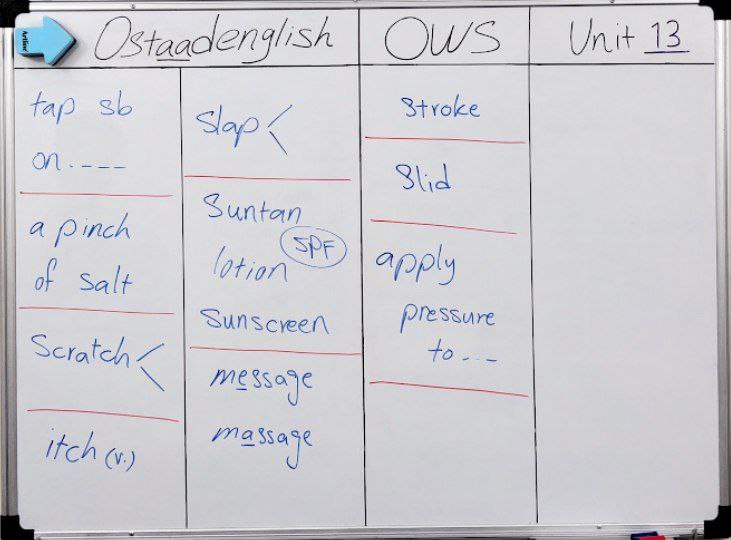 Ostaadenglish
OWS
Unit 13
tap sb
on.----
a pinch
of salt
Scratch
itch (v.)
Slap
Suntan
lotion SPF
Sunscreen
message
massage
Stroke
Slid
apply
pressure
to...